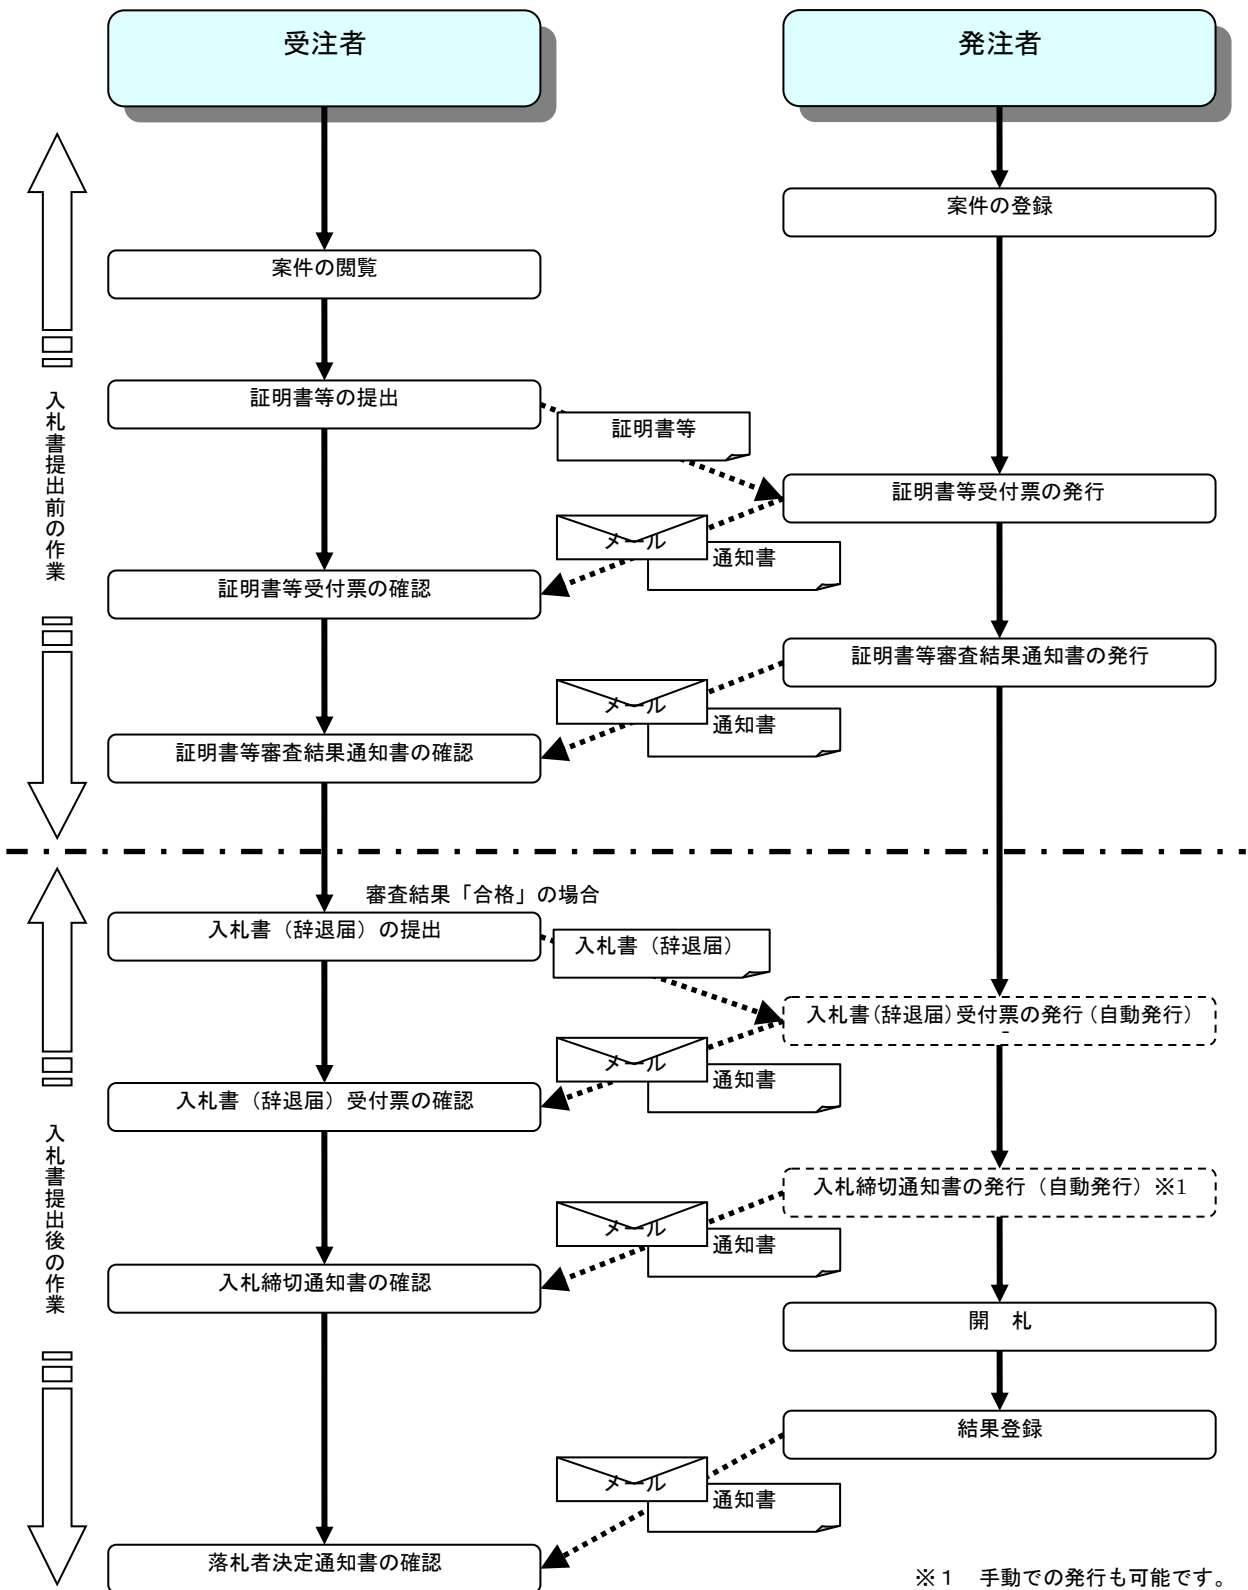 受注者
発注者
案件の登録
案件の閲覧
証明書等の提出
証明書等
証明書等受付票の発行
メール
通知書
証明書等受付票の確認
入札書提出前の作業
証明書等審査結果通知書の発行
メール
通知書
証明書等審査結果通知書の確認
審査結果「合格」の場合
入札書（辞退届）の提出
入札書（辞退届）
入札書（辞退届）受付票の発行（自動発行）
メール
通知書
入札書（辞退届）受付票の確認
入札書提出後の作業
入札締切通知書の発行（自動発行）※1
メール
通知書
入札締切通知書の確認
開　札
結果登録
メール
通知書
落札者決定通知書の確認
※１　手動での発行も可能です。